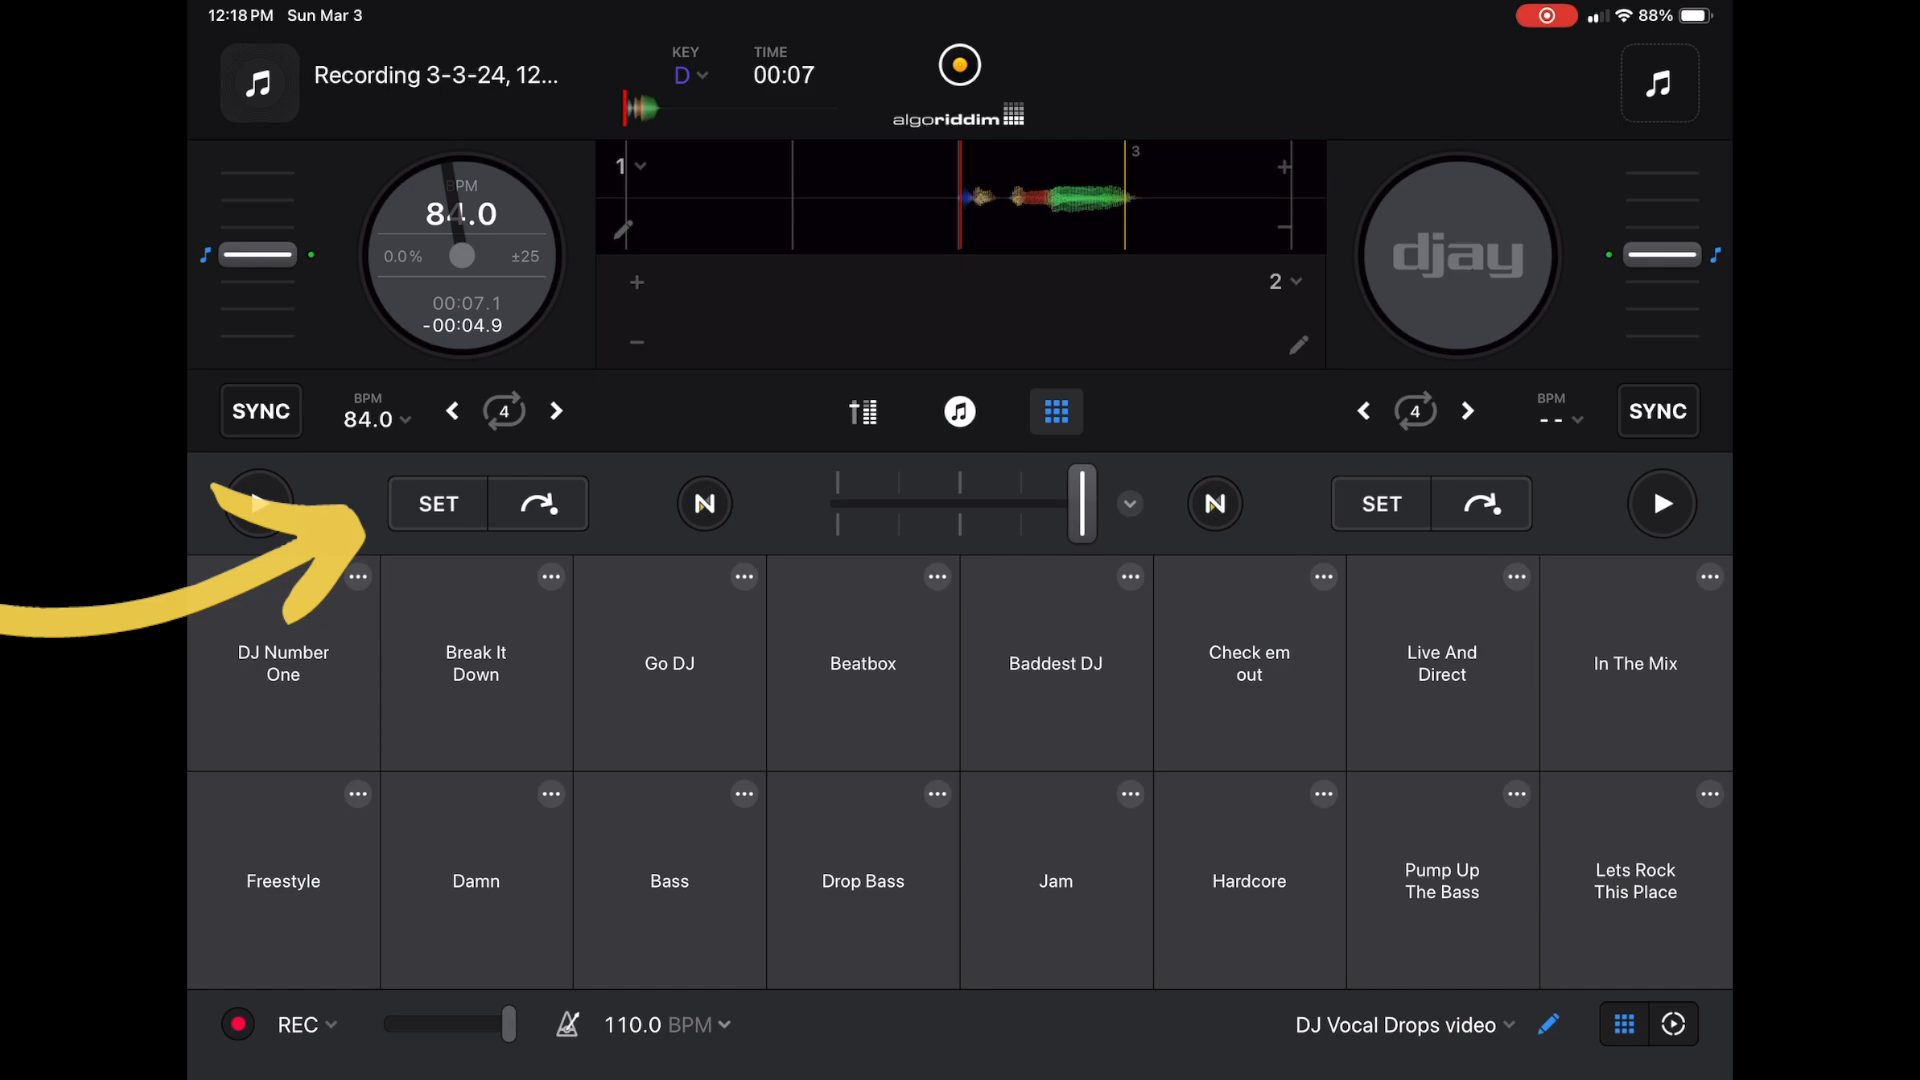 12:18 PM Sun Mar 3
88%
Recording 3-3-24, 12...
KEY
D
TIME
00:07
algoriddim
BPM
84.0
0.0% ±25
00:07.1
-00:04.9
1
3
2
djay
SYNC
BPM
84.0
4
4
BPM
--
SYNC
SET
SET
DJ Number
One
Break It
Down
Go DJ
Beatbox
Baddest DJ
Check em
out
Live And
Direct
In The Mix
Freestyle
Damn
Bass
Drop Bass
Jam
Hardcore
Pump Up
The Bass
Lets Rock
This Place
REC
110.0 BPM
DJ Vocal Drops video